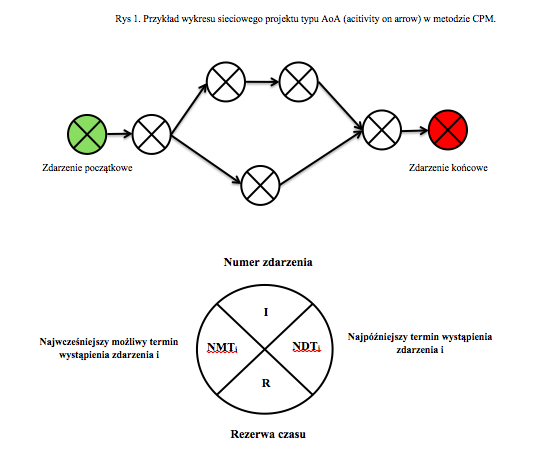 Rys 1. Przykład wykresu sieciowego projektu typu AoA (acitivity on arrow) w metodzie CPM.
Zdarzenie początkowe
Zdarzenie końcowe
Numer zdarzenia
I
Najwcześniejszy możliwy termin
wystąpienia zdarzenia i
NMTi
NDTi
Najpóźniejszy termin wystąpienia
zdarzenia i
R
Rezerwa czasu